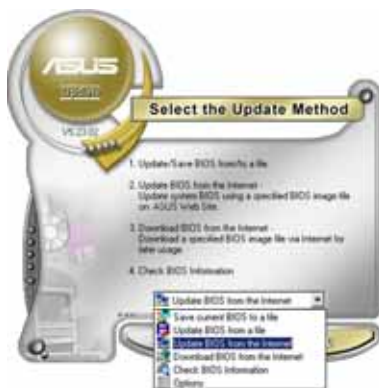 ASUS
Update
Select the Update Method
1. Update/Save BIOS from/to a file
2. Update BIOS from the Internet -
Update system BIOS using a specified BIOS image file
on ASUS Web Site.
3. Download BIOS from the Internet -
Download a specified BIOS image file via Internet for
later usage.
4. Check BIOS Information
Update BIOS from the Internet
Save current BIOS to a file
Update BIOS from a file
Update BIOS from the Internet
Download BIOS from the Internet
Check BIOS Information
Options